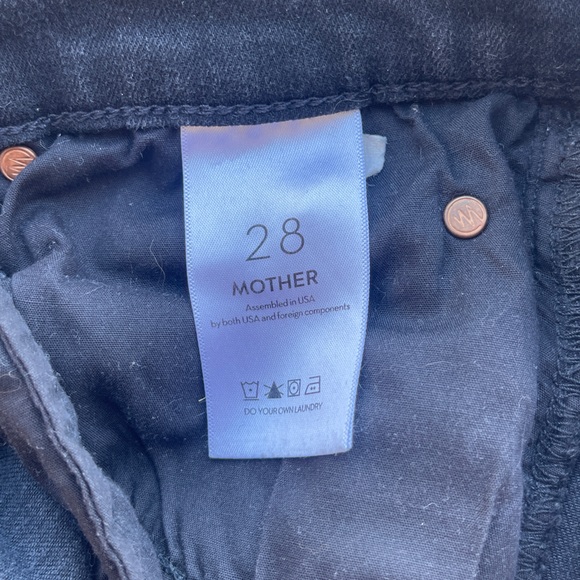 28
MOTHER
Assembled in USA
by both USA and foreign components
DO YOUR OWN LAUNDRY